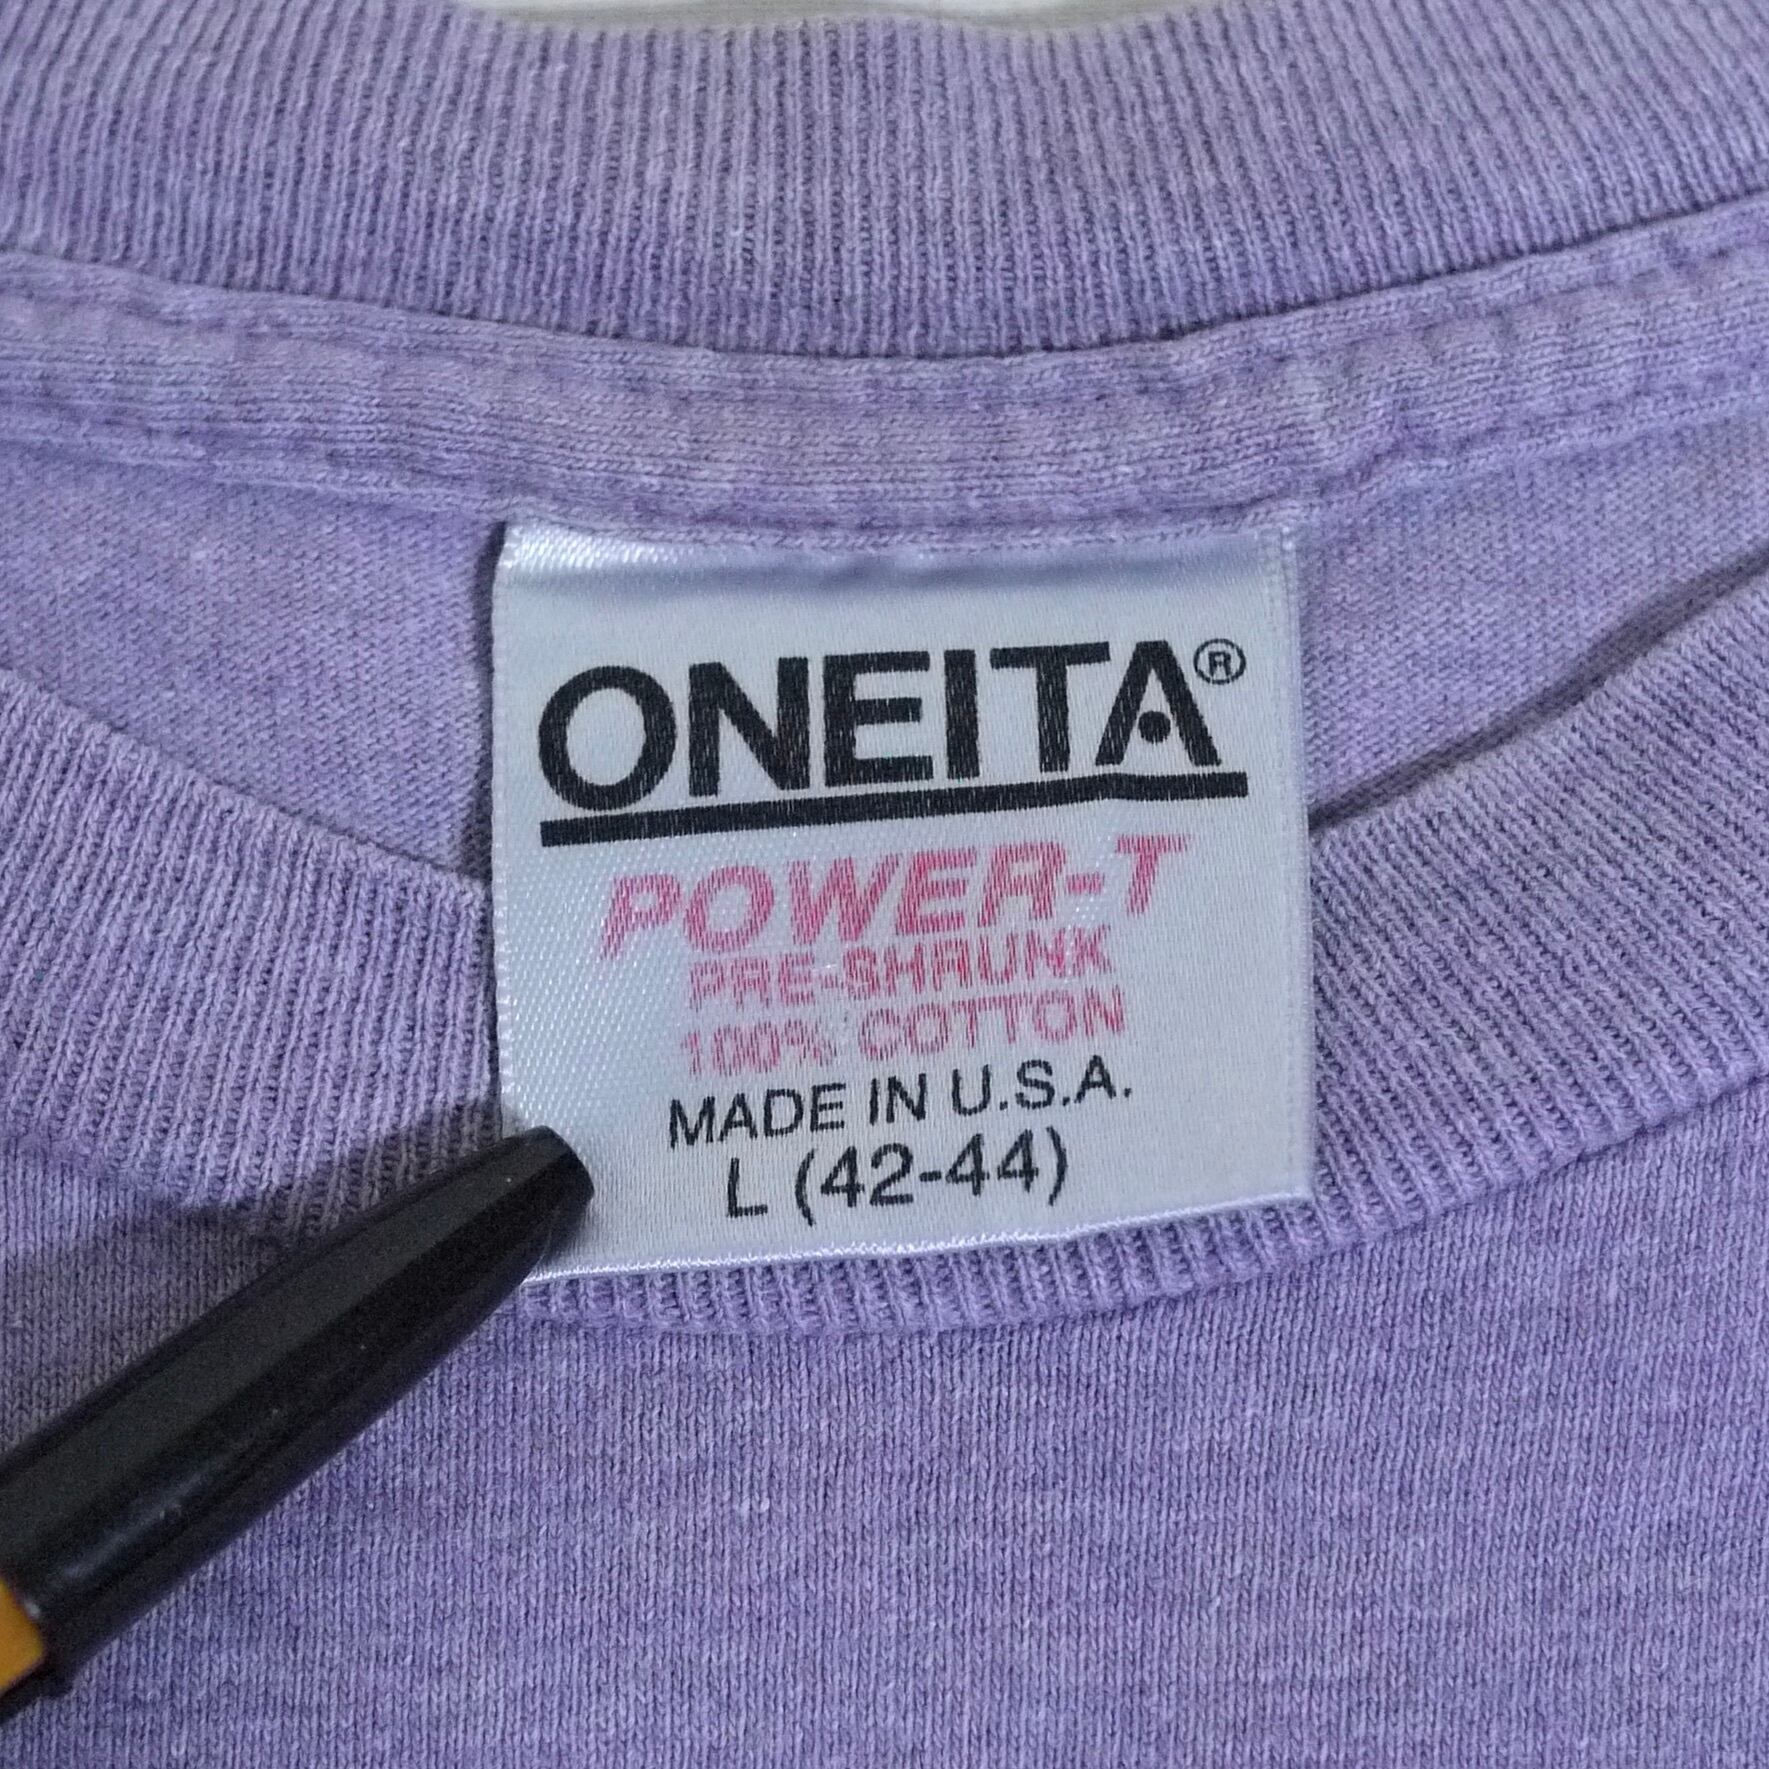 ONEITA®
POWER-T
PRE-SHRUNK
100% COTTON
MADE IN U.S.A.
L (42-44)